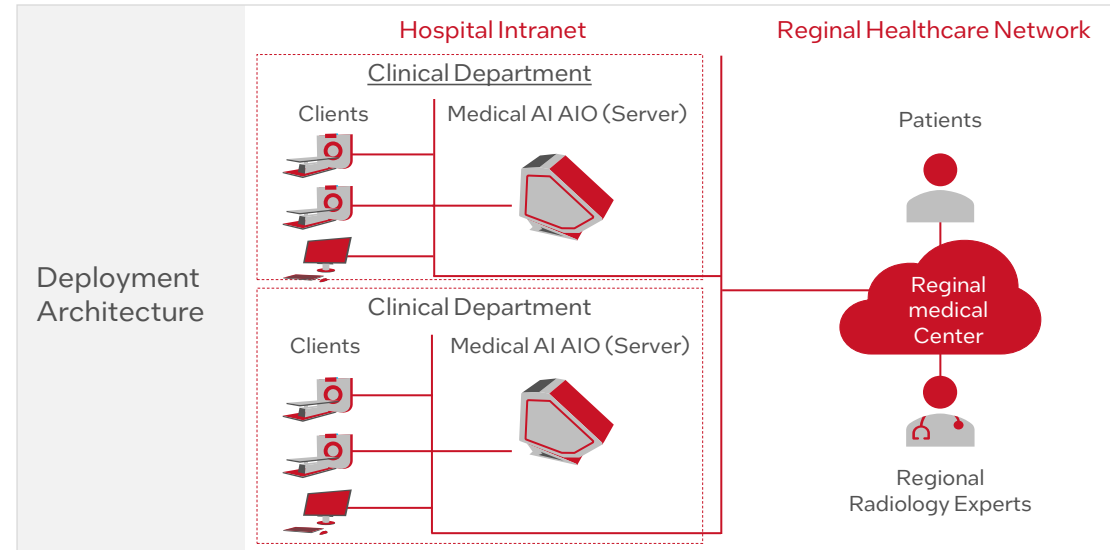 Deployment
Architecture
Hospital Intranet
Clinical Department
Clients
Medical AI AIO (Server)
Clinical Department
Clients
Medical AI AIO (Server)
Reginal Healthcare Network
Patients
Reginal
medical
Center
Regional
Radiology Experts